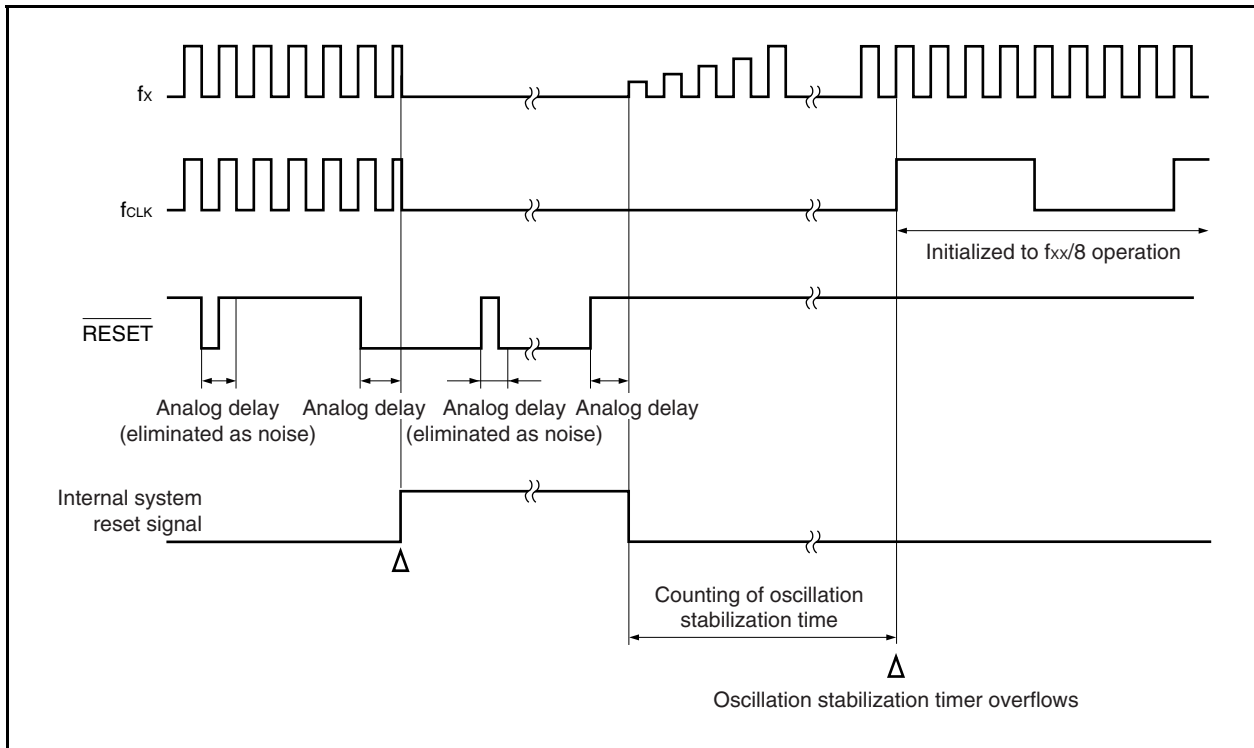 fX
fCLK
Initialized to fXX/8 operation
RESET
Analog delay
(eliminated as noise)
Analog delay
Analog delay
(eliminated as noise)
Analog delay
Internal system
reset signal
Counting of oscillation
stabilization time
Oscillation stabilization timer overflows